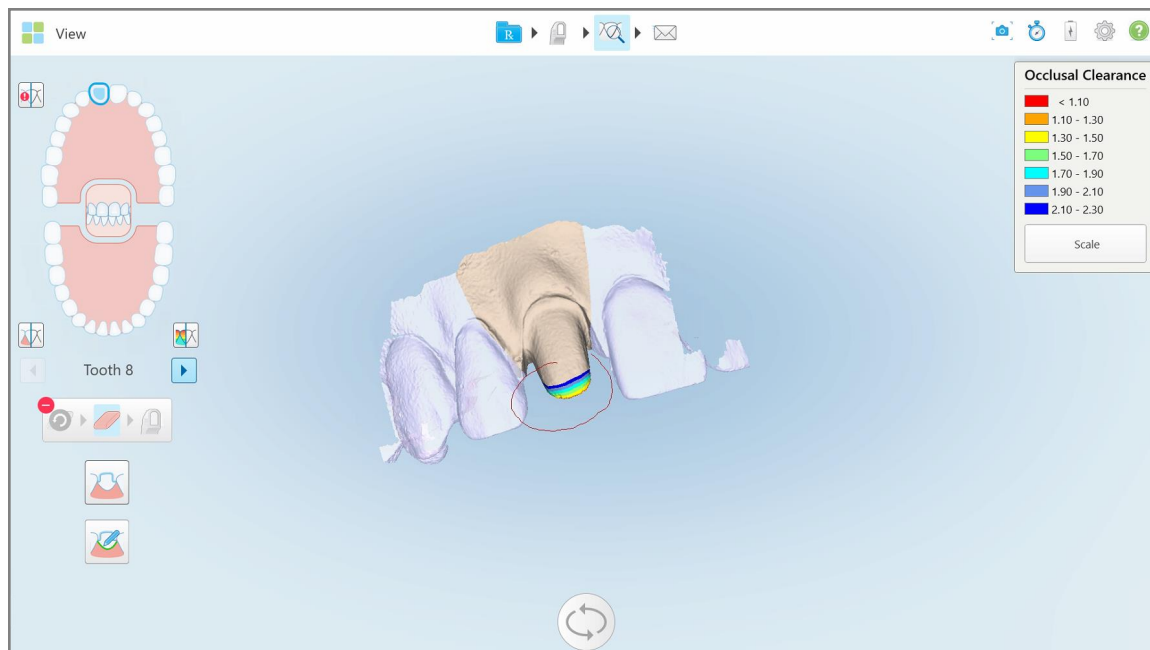 View
R
?
Occlusal Clearance
< 1.10
1.10 - 1.30
1.30 - 1.50
1.50 - 1.70
1.70 - 1.90
1.90 - 2.10
2.10 - 2.30
Scale
Tooth 8